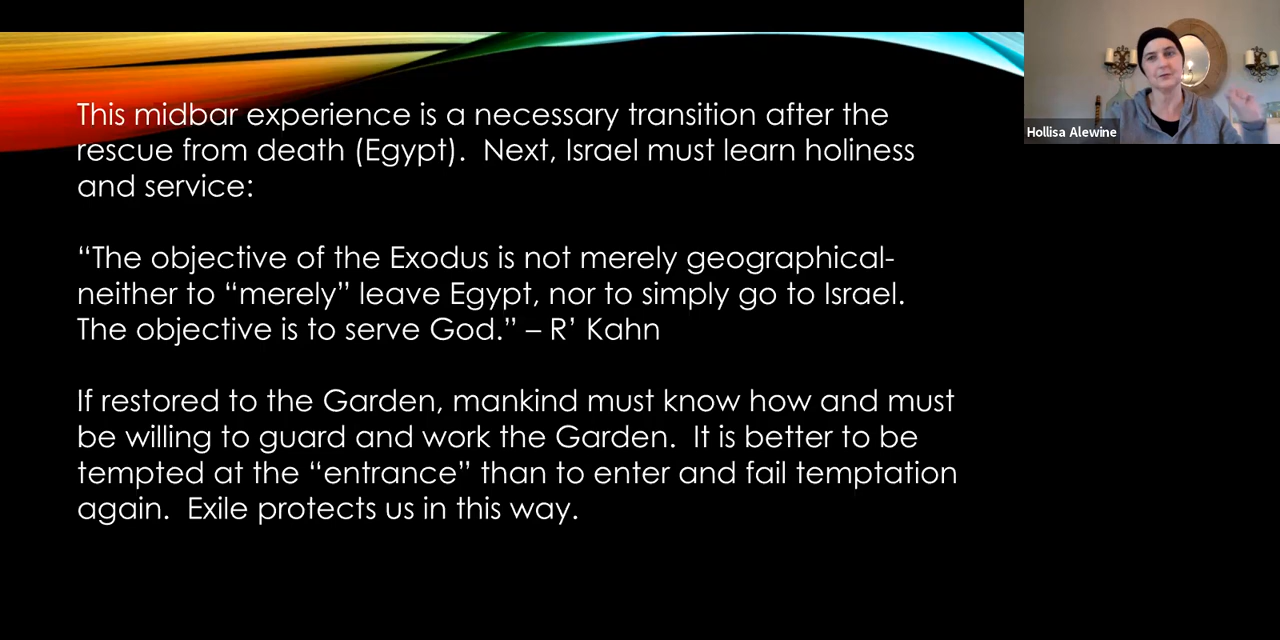 This midbar experience is a necessary transition after the
rescue from death (Egypt).  Next, Israel must learn holiness
and service:
“The objective of the Exodus is not merely geographical-
neither to “merely” leave Egypt, nor to simply go to Israel.
The objective is to serve God.” – R’ Kahn
If restored to the Garden, mankind must know how and must
be willing to guard and work the Garden.  It is better to be
tempted at the “entrance” than to enter and fail temptation
again.  Exile protects us in this way.
Hollisa Alewine